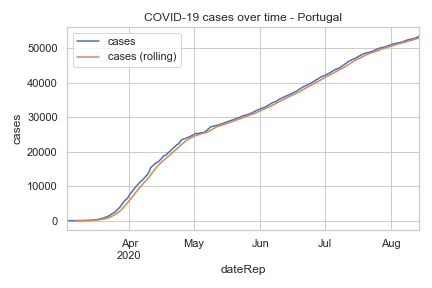 COVID-19 cases over time - Portugal
cases
cases (rolling)
50000
40000
30000
20000
10000
0
cases
Apr
2020
May
Jun
Jul
Aug
dateRep